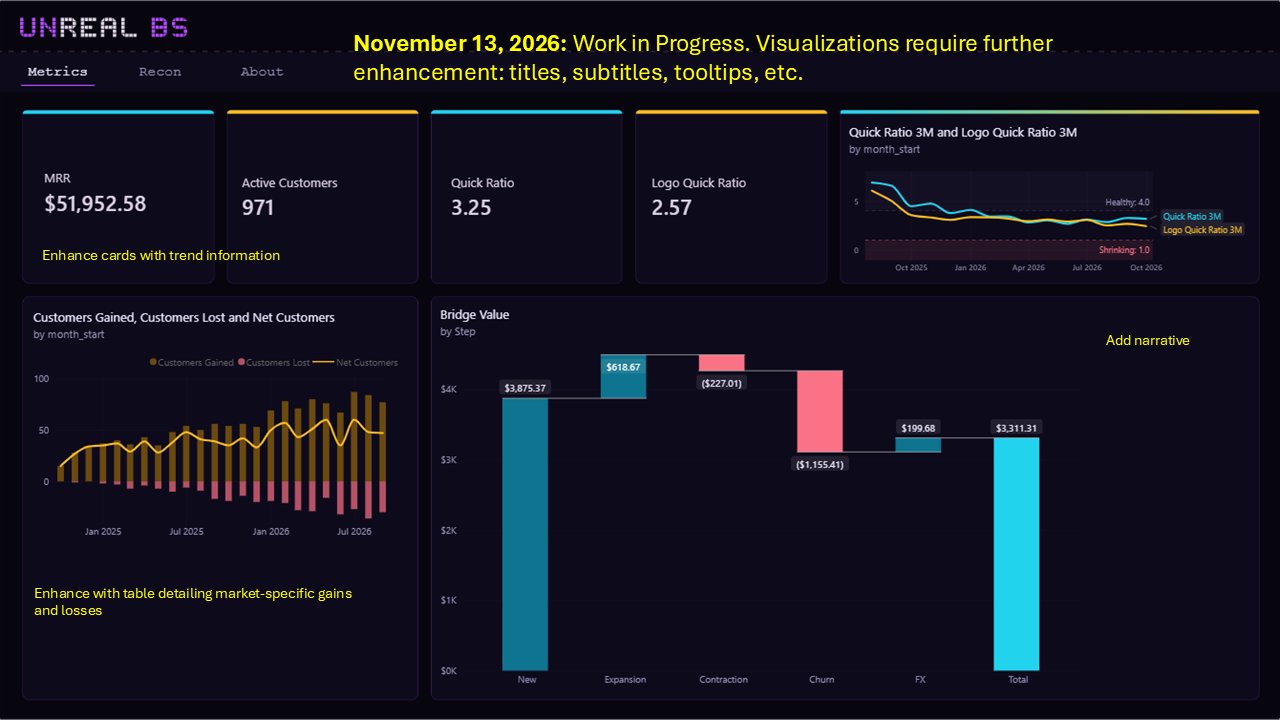 UNREAL BS
November 13, 2026: Work in Progress. Visualizations require further
enhancement: titles, subtitles, tooltips, etc.
Metrics
Recon
About
MRR
$51,952.58
Enhance cards with trend information
Active Customers
971
Quick Ratio
3.25
Logo Quick Ratio
2.57
Quick Ratio 3M and Logo Quick Ratio 3M
by month_start
5
0
Healthy: 4.0
Shrinking: 1.0
Quick Ratio 3M
Logo Quick Ratio 3M
Oct 2025
Jan 2026
Apr 2026
Jul 2026
Oct 2026
Customers Gained, Customers Lost and Net Customers
by month_start
Customers Gained
Customers Lost
Net Customers
100
50
0
Jan 2025
Jul 2025
Jan 2026
Jul 2026
Enhance with table detailing market-specific gains
and losses
Bridge Value
by Step
Add narrative
$4K
$3K
$2K
$1K
$0K
$3,875.37
$618.67
($227.01)
($1,155.41)
$199.68
$3,311.31
New
Expansion
Contraction
Churn
FX
Total